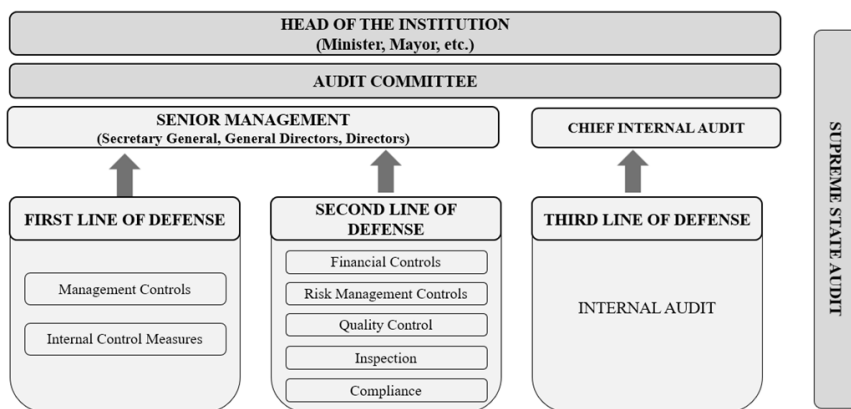 HEAD OF THE INSTITUTION
(Minister, Mayor, etc.)
AUDIT COMMITTEE
SENIOR MANAGEMENT
(Secretary General, General Directors, Directors)
CHIEF INTERNAL AUDIT
FIRST LINE OF DEFENSE
Management Controls
Internal Control Measures
SECOND LINE OF
DEFENSE
Financial Controls
Risk Management Controls
Quality Control
Inspection
Compliance
THIRD LINE OF DEFENSE
INTERNAL AUDIT
SUPREME STATE AUDIT